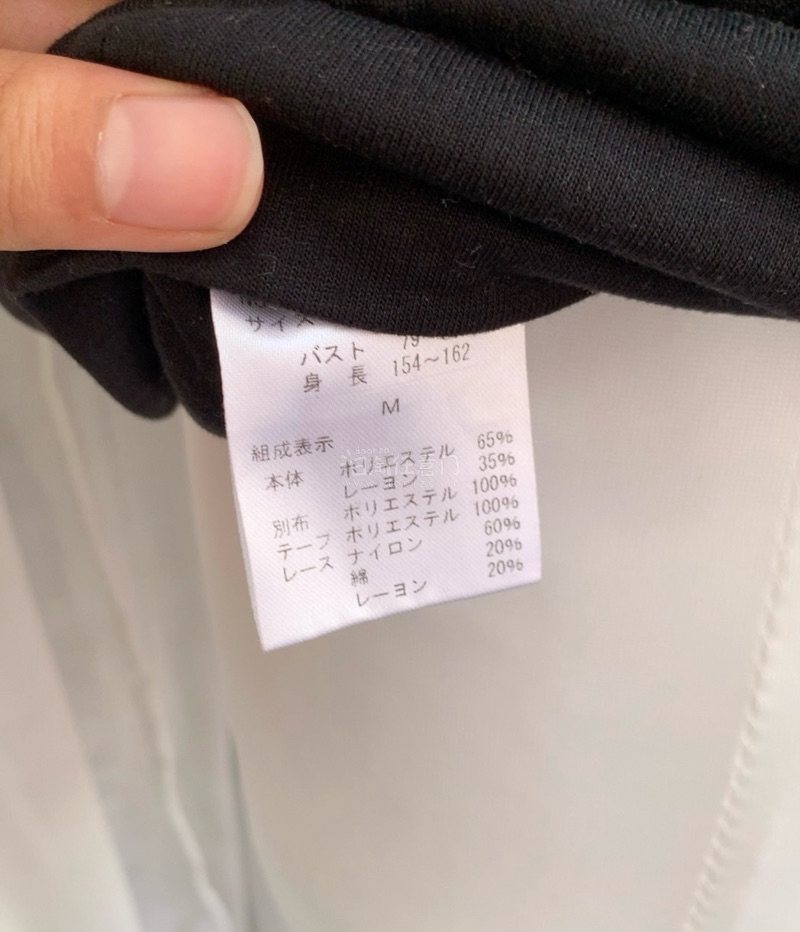 サイズ
バスト 79
身長 154～162
M
組成表示
本体 ポリエステル 65%
レーヨン 35%
別布 ポリエステル 100%
テープ ポリエステル 100%
レース ナイロン 60%
綿 20%
レーヨン 20%